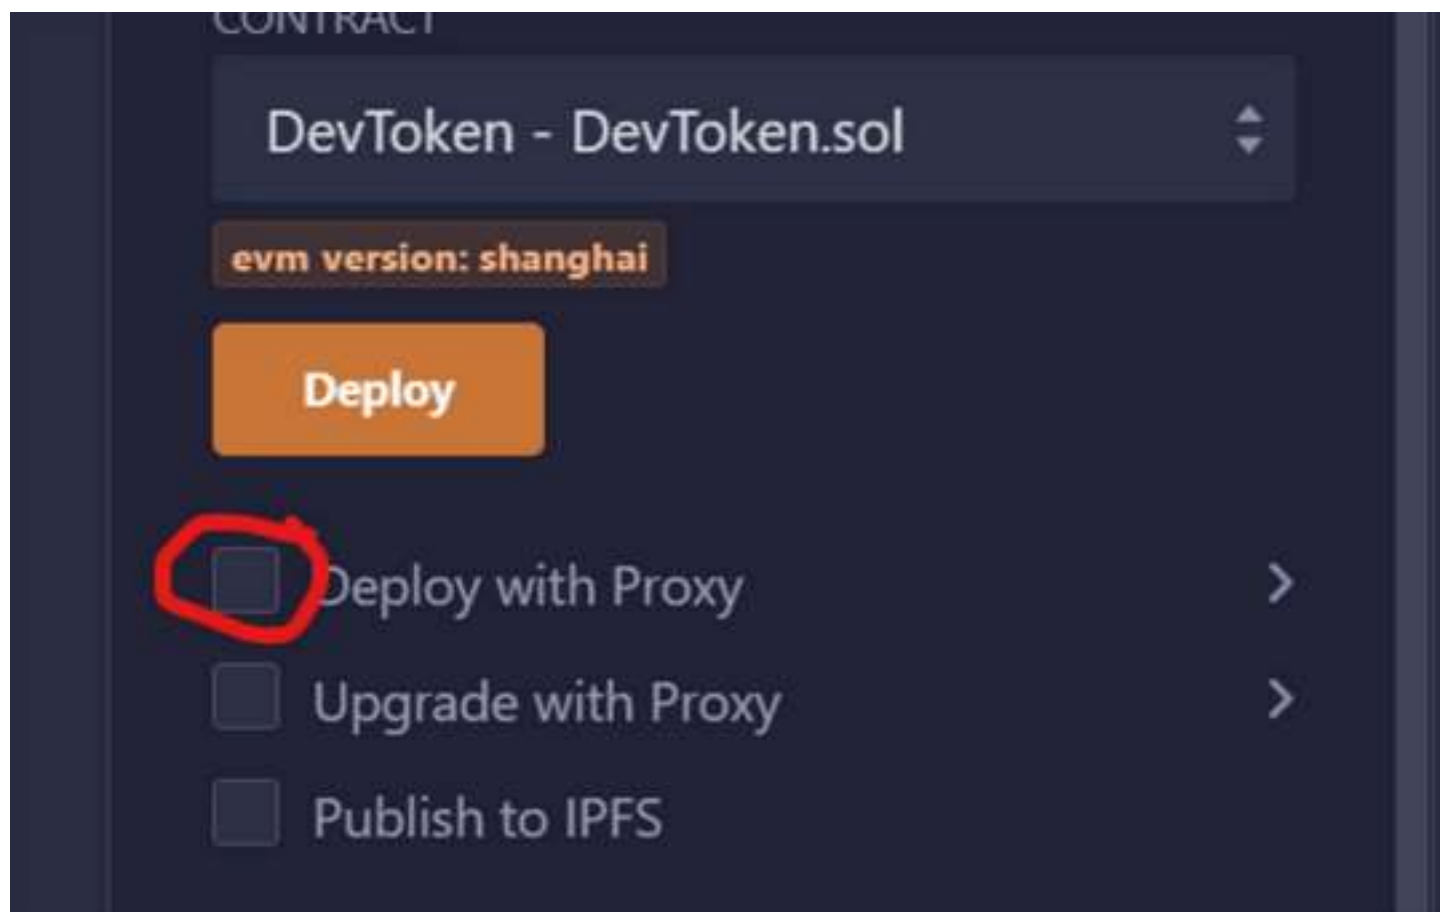 CONTRACT
DevToken - DevToken.sol
evm version: shanghai
Deploy
Deploy with Proxy
Upgrade with Proxy
Publish to IPFS